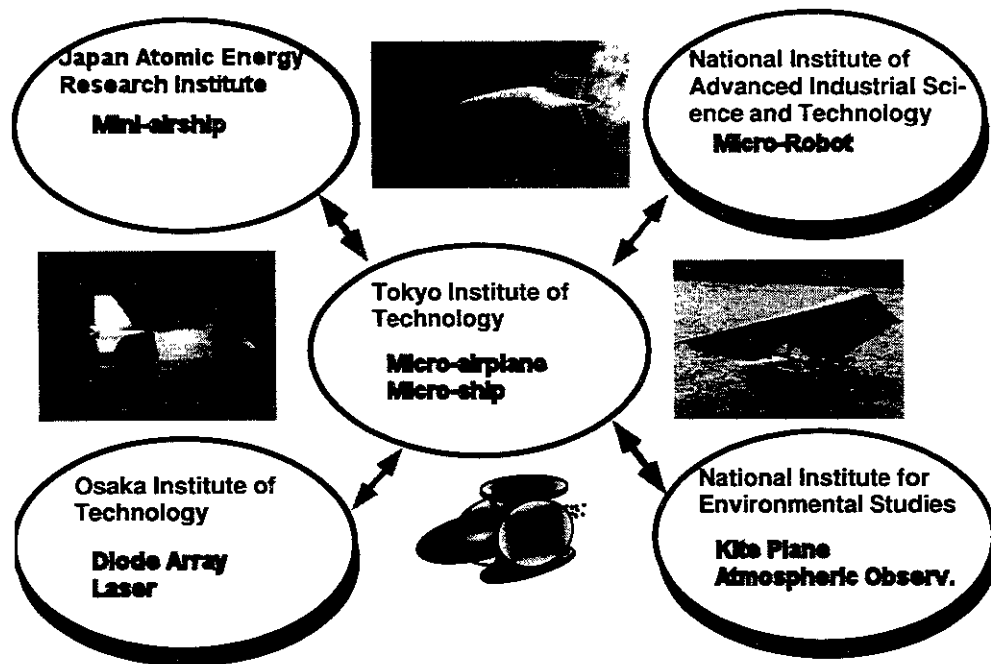 Japan Atomic Energy
Research Institute
Mini-airship
National Institute of
Advanced Industrial Sci-
ence and Technology
Micro-Robot
Tokyo Institute of
Technology
Micro-airplane
Micro-ship
Osaka Institute of
Technology
Diode Array
Laser
National Institute for
Environmental Studies
Kite Plane
Atmospheric Observ.